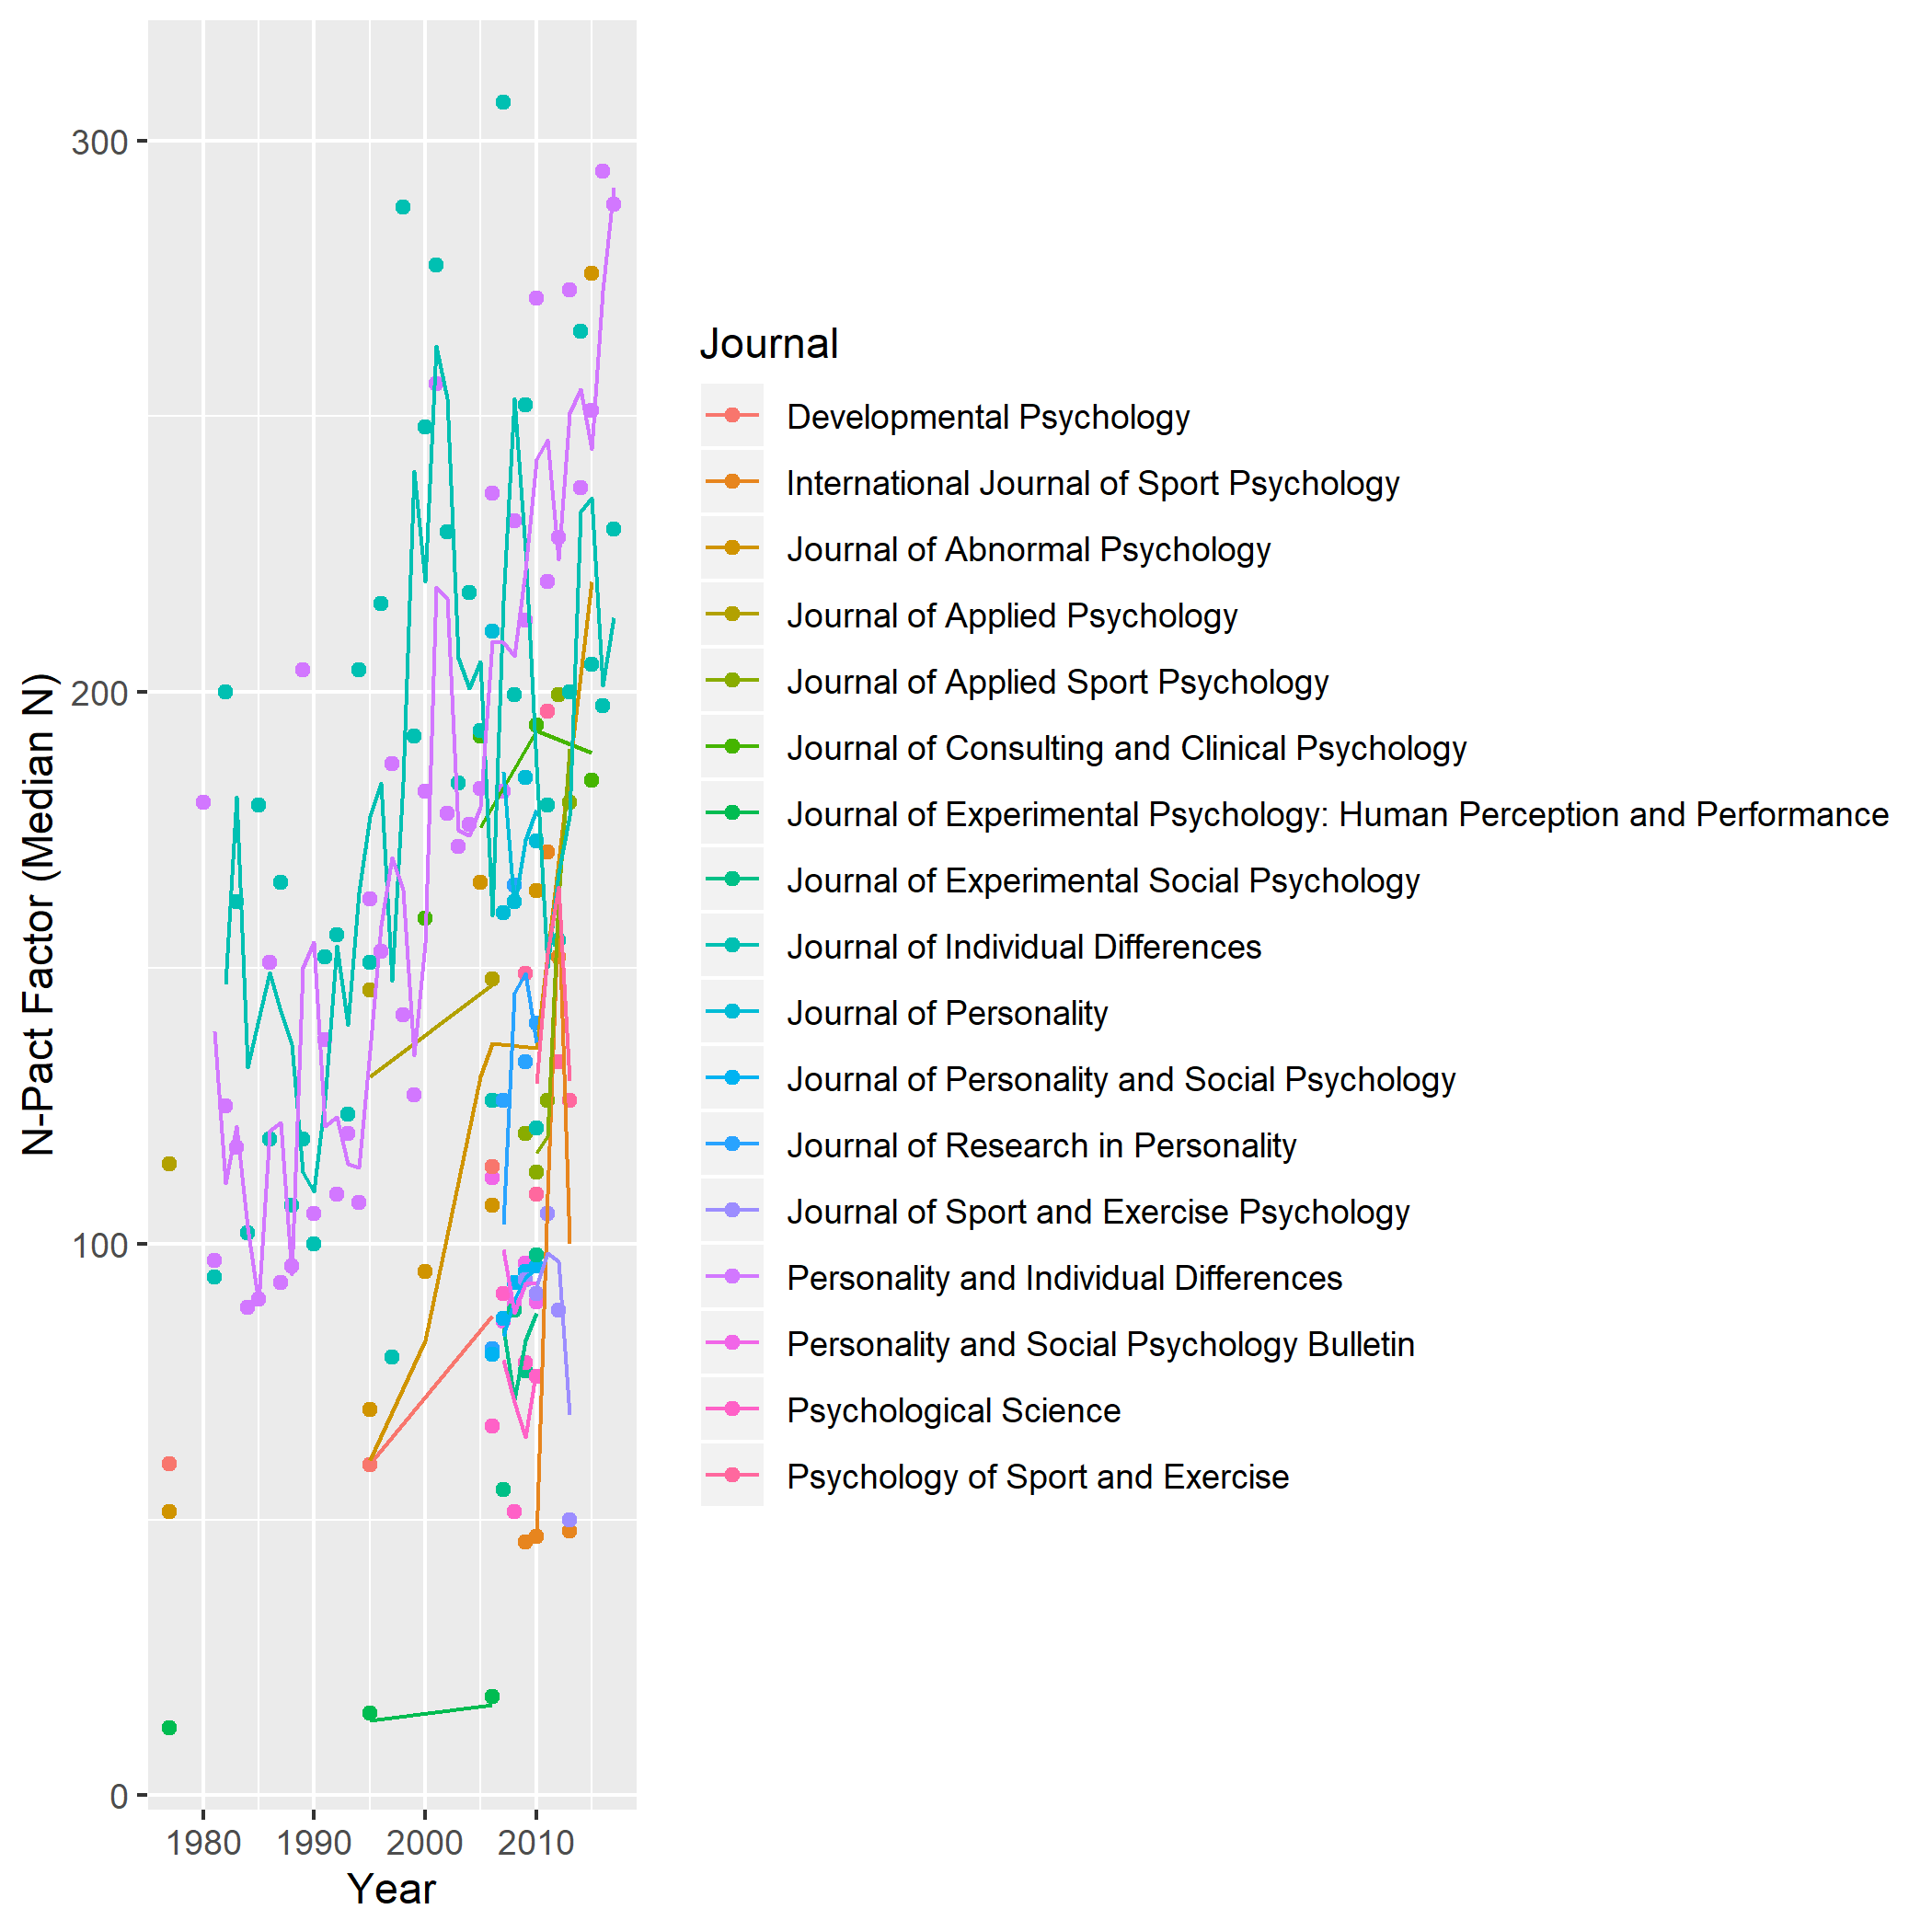 300
200
100
0
N-Pact Factor (Median N)
1980 1990 2000 2010
Year
Journal
Developmental Psychology
International Journal of Sport Psychology
Journal of Abnormal Psychology
Journal of Applied Psychology
Journal of Applied Sport Psychology
Journal of Consulting and Clinical Psychology
Journal of Experimental Psychology: Human Perception and Performance
Journal of Experimental Social Psychology
Journal of Individual Differences
Journal of Personality
Journal of Personality and Social Psychology
Journal of Research in Personality
Journal of Sport and Exercise Psychology
Personality and Individual Differences
Personality and Social Psychology Bulletin
Psychological Science
Psychology of Sport and Exercise